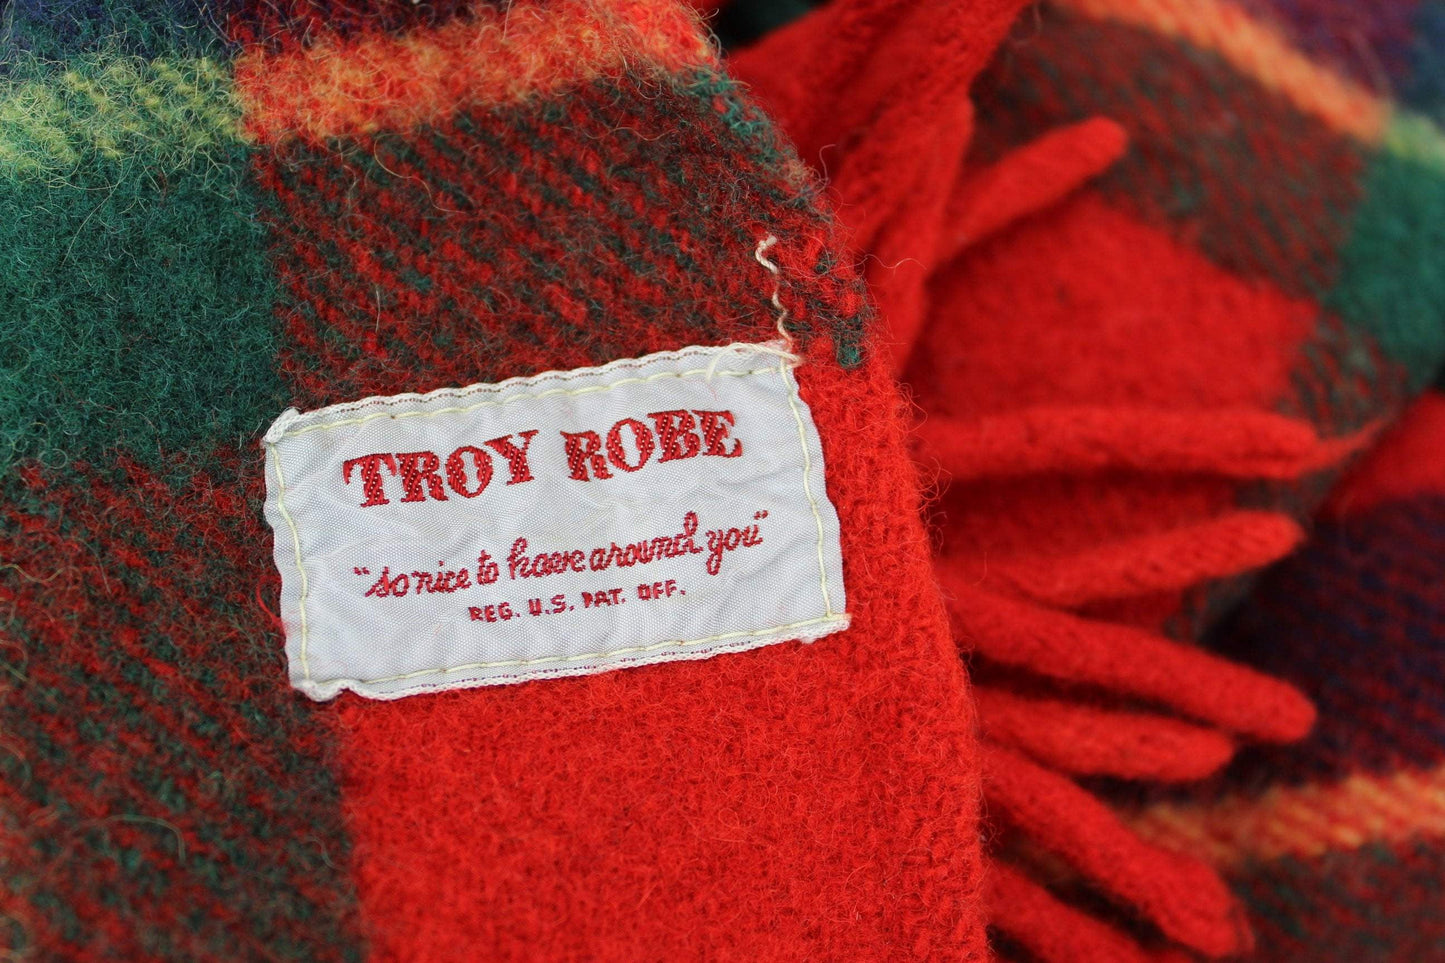 TROY ROBE
"so nice to have around you"
REG. U.S. PAT. OFF.